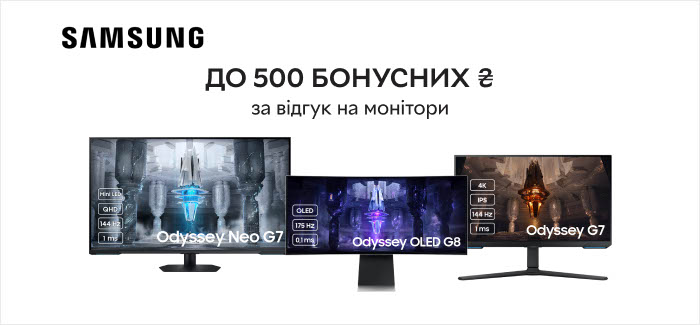 SAMSUNG
ДО 500 БОНУСНИХ ₴
за відгук на монітори
Mini LED
QHD
144 Hz
1 ms
Odyssey Neo G7
OLED
175 Hz
0,1 ms
Odyssey OLED G8
4K
IPS
144 Hz
1 ms
Odyssey G7